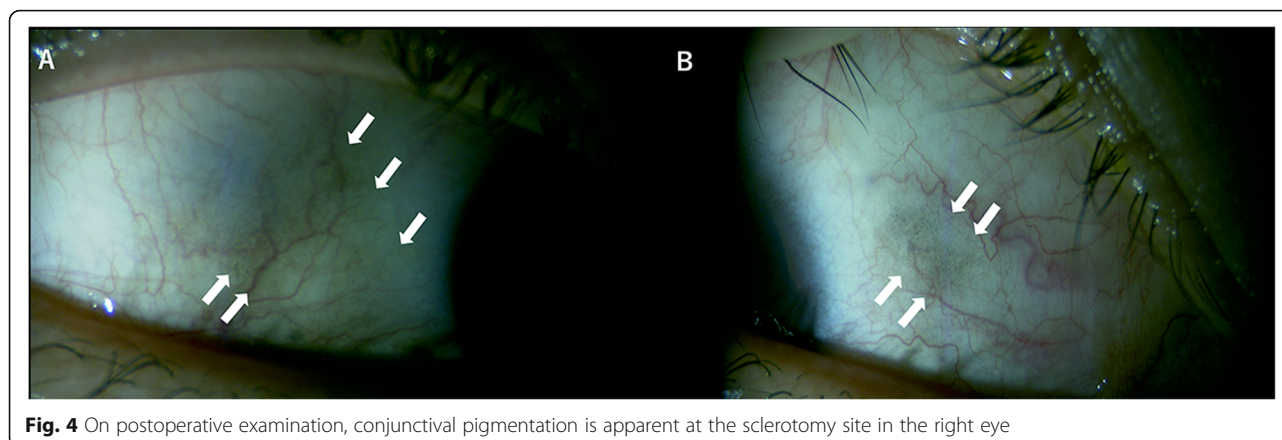 A
B
Fig. 4 On postoperative examination, conjunctival pigmentation is apparent at the sclerotomy site in the right eye